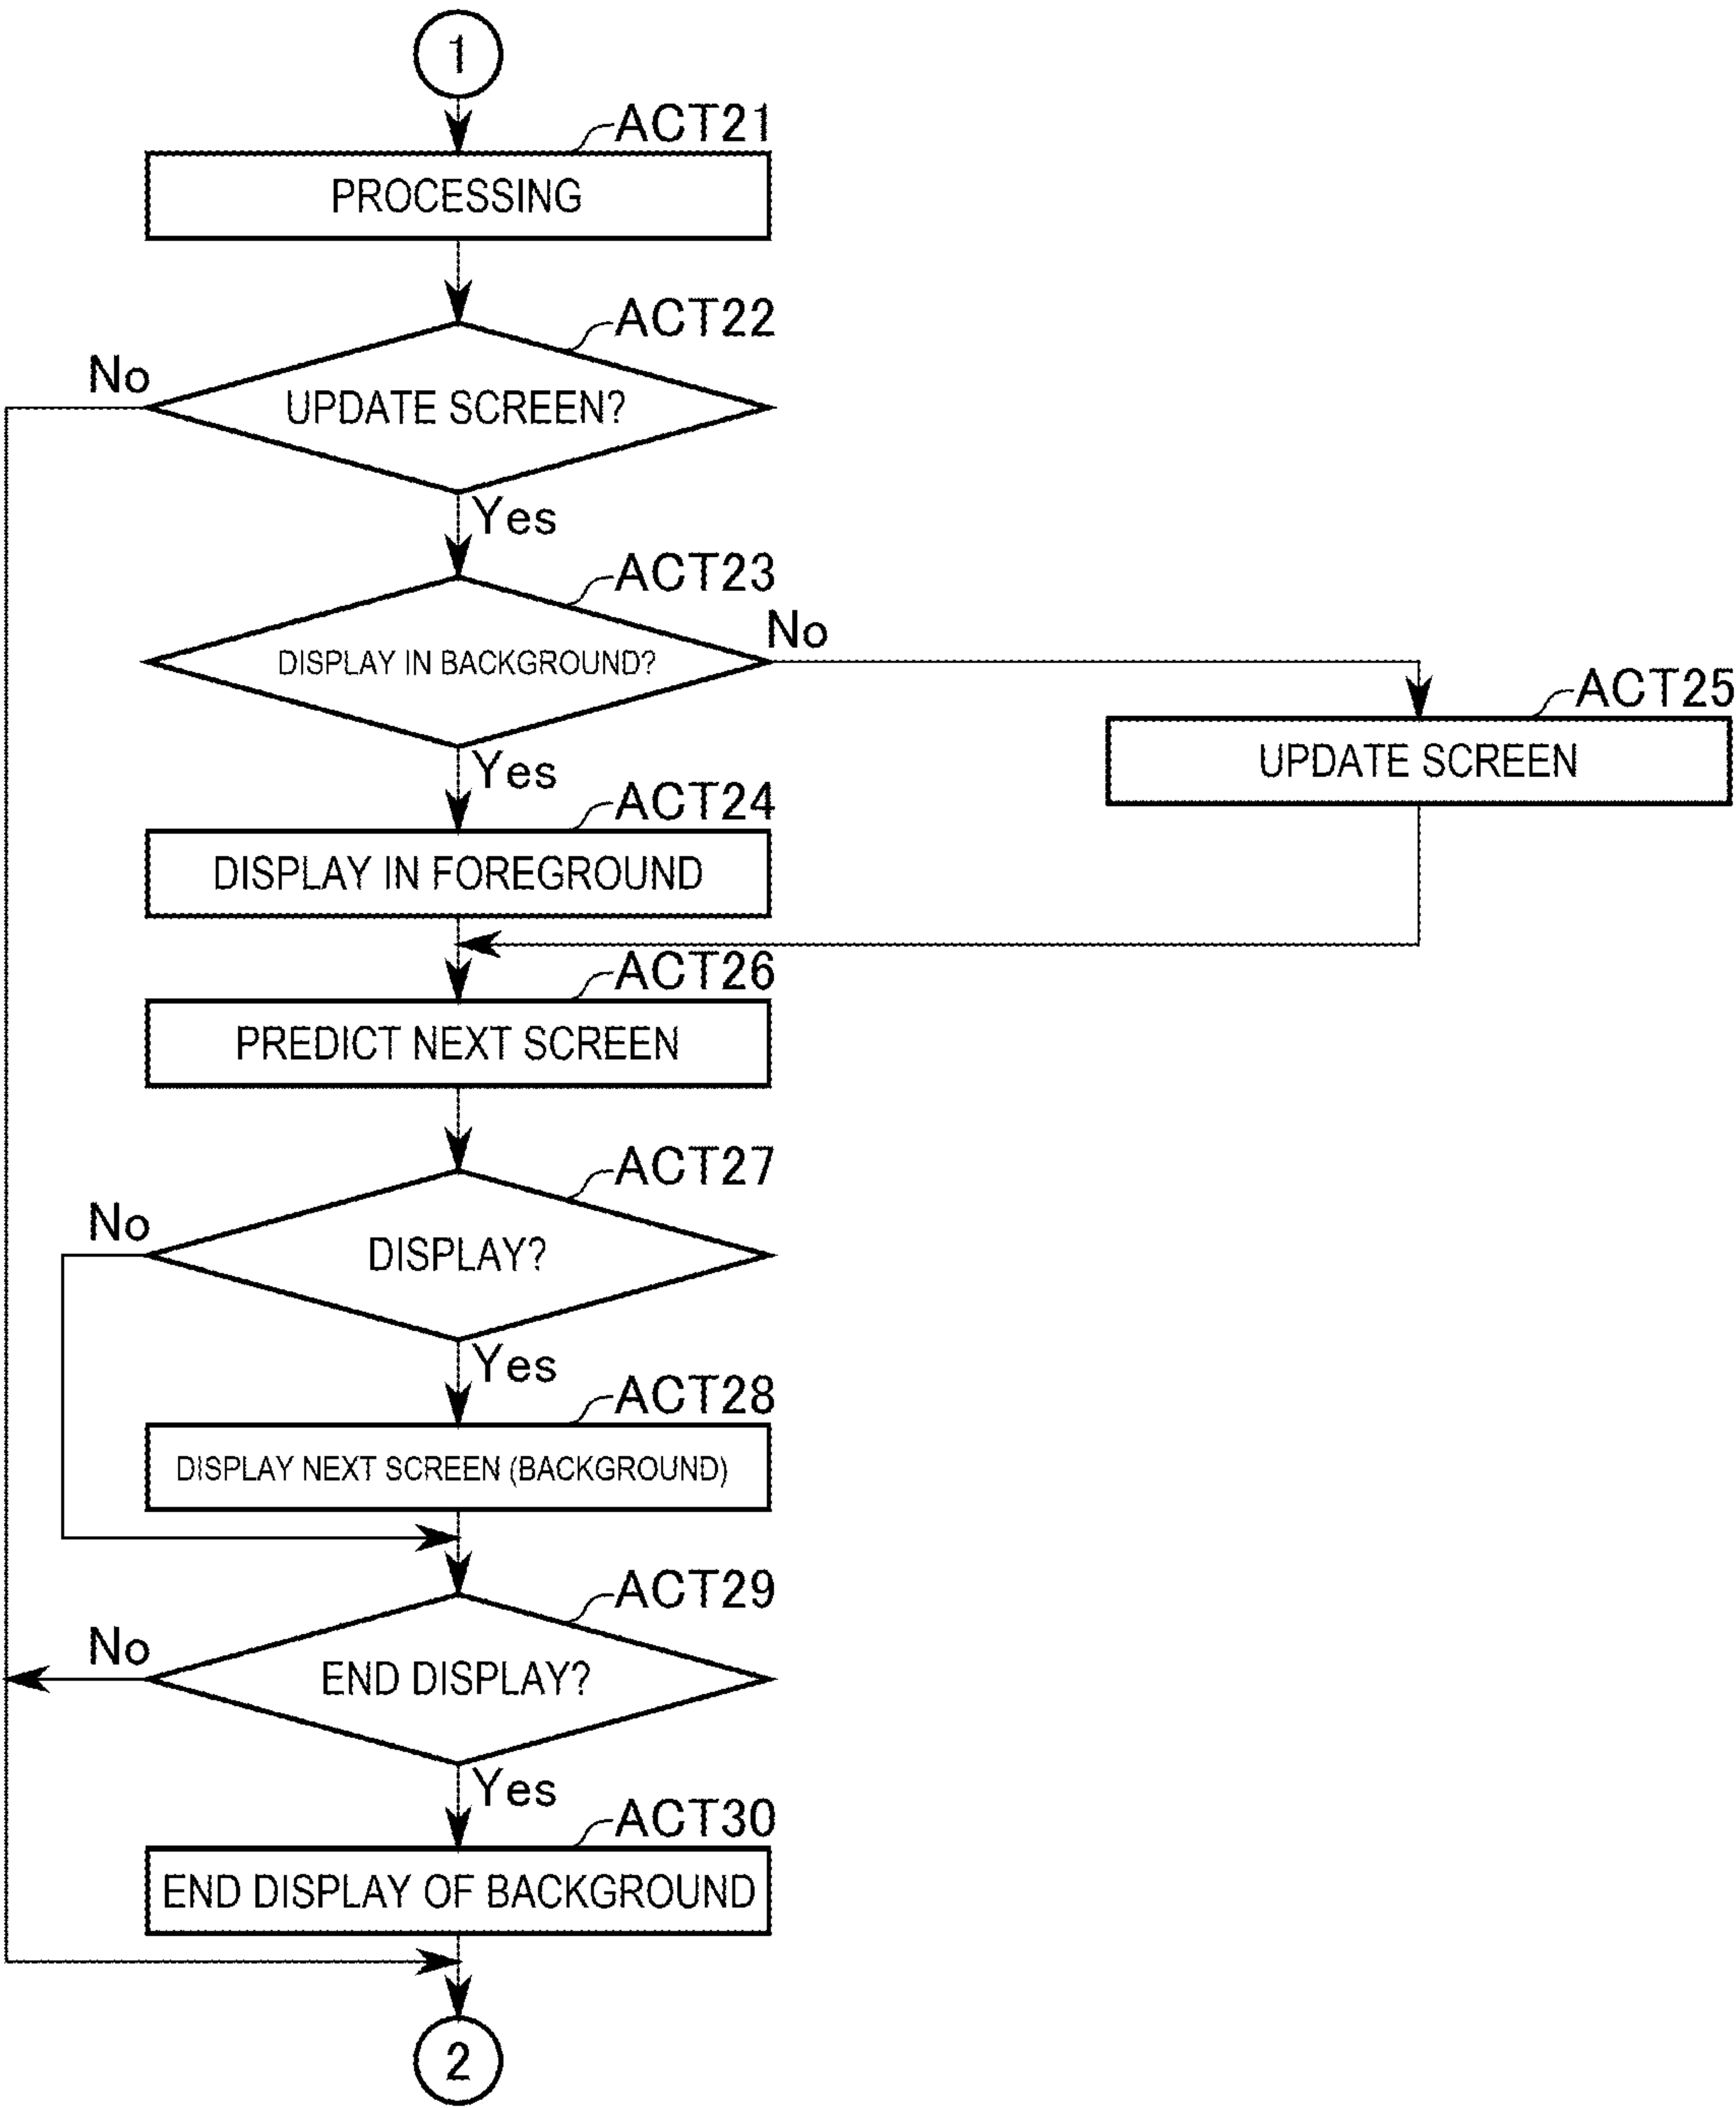 1
ACT21
PROCESSING
ACT22
No
UPDATE SCREEN?
Yes
ACT23
No
DISPLAY IN BACKGROUND?
ACT25
UPDATE SCREEN
Yes
ACT24
DISPLAY IN FOREGROUND
ACT26
PREDICT NEXT SCREEN
ACT27
No
DISPLAY?
Yes
ACT28
DISPLAY NEXT SCREEN (BACKGROUND)
ACT29
No
END DISPLAY?
Yes
ACT30
END DISPLAY OF BACKGROUND
2